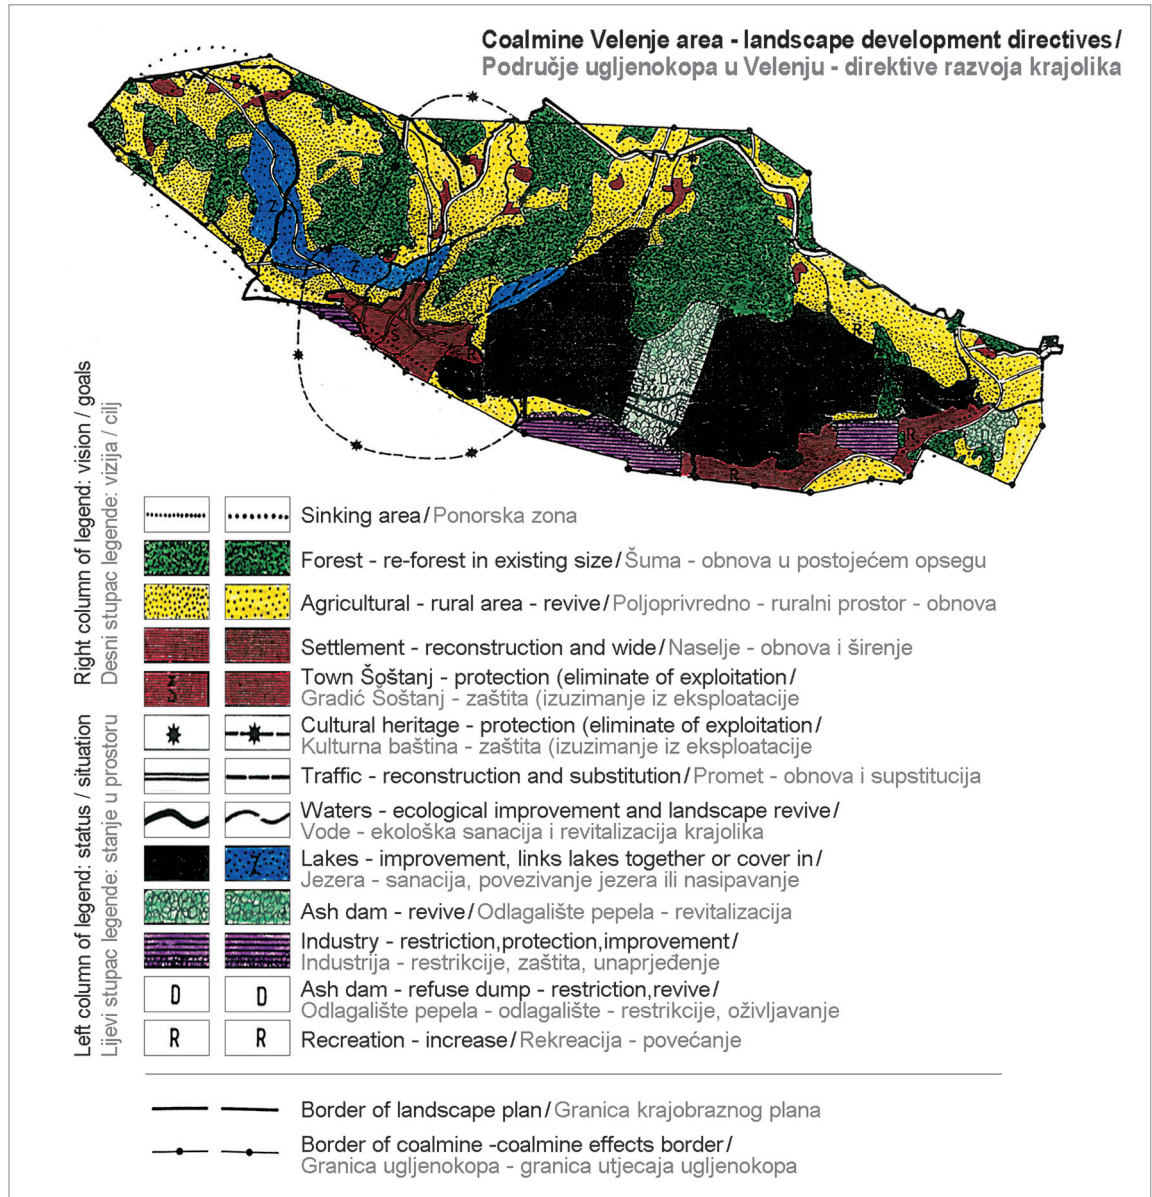 Coalmine Velenje area - landscape development directives/
Područje ugljenokopa u Velenju - direktive razvoja krajolika
Z
Z
Z
Š
R
R
R
R
D
Right column of legend: vision / goals
Desni stupac legende: vizija / cilj
Left column of legend: status / situation
Lijevi stupac legende: stanje u prostoru
Sinking area/Ponorska zona
Forest - re-forest in existing size/Šuma - obnova u postojećem opsegu
Agricultural - rural area - revive/Poljoprivredno - ruralni prostor - obnova
Settlement - reconstruction and wide/Naselje - obnova i širenje
Town Šoštanj - protection (eliminate of exploitation/
Gradić Šoštanj - zaštita (izuzimanje iz eksploatacije
Cultural heritage - protection (eliminate of exploitation/
Kulturna baština - zaštita (izuzimanje iz eksploatacije
Traffic - reconstruction and substitution/Promet - obnova i supstitucija
Waters - ecological improvement and landscape revive/
Vode - ekološka sanacija i revitalizacija krajolika
Z
Lakes - improvement, links lakes together or cover in/
Jezera - sanacija, povezivanje jezera ili nasipavanje
Ash dam - revive/Odlagalište pepela - revitalizacija
Industry - restriction,protection,improvement/
Industrija - restrikcije, zaštita, unaprjeđenje
D D Ash dam - refuse dump - restriction,revive/
Odlagalište pepela - odlagalište - restrikcije, oživljavanje
R R Recreation - increase/Rekreacija - povećanje
Border of landscape plan/Granica krajobraznog plana
Border of coalmine -coalmine effects border/
Granica ugljenokopa - granica utjecaja ugljenokopa